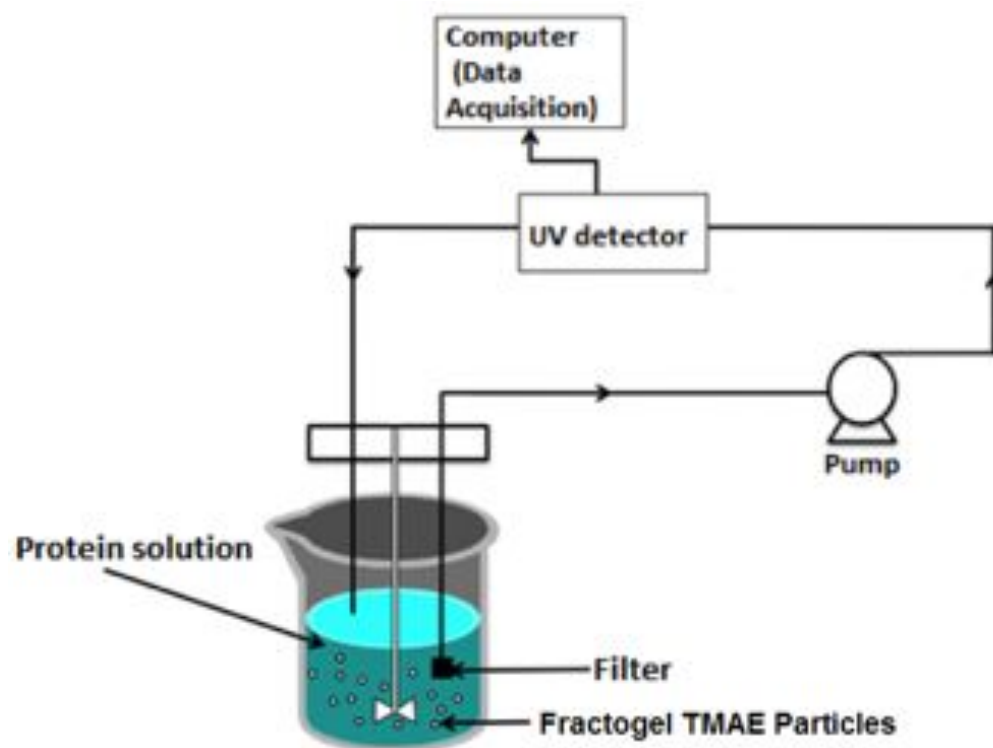 Computer
(Data
Acquisition)
UV detector
Pump
Protein solution
Filter
Fractogel TMAE Particles